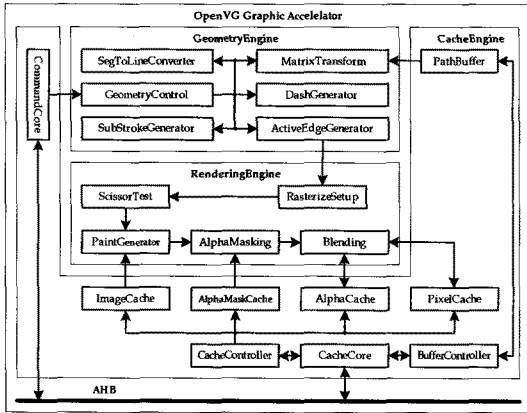 OpenVG Graphic Accelelator
GeometryEngine
CacheEngine
CommandCore
SegToLineConverter
MatrixTransform
PathBuffer
GeometryControl
DashGenerator
SubStrokeGenerator
ActiveEdgeGenerator
RenderingEngine
ScissorTest
RasterizeSetup
PaintGenerator
AlphaMasking
Blending
ImageCache
AlphaMaskCache
AlphaCache
PixelCache
CacheController
CacheCore
BufferController
AHB